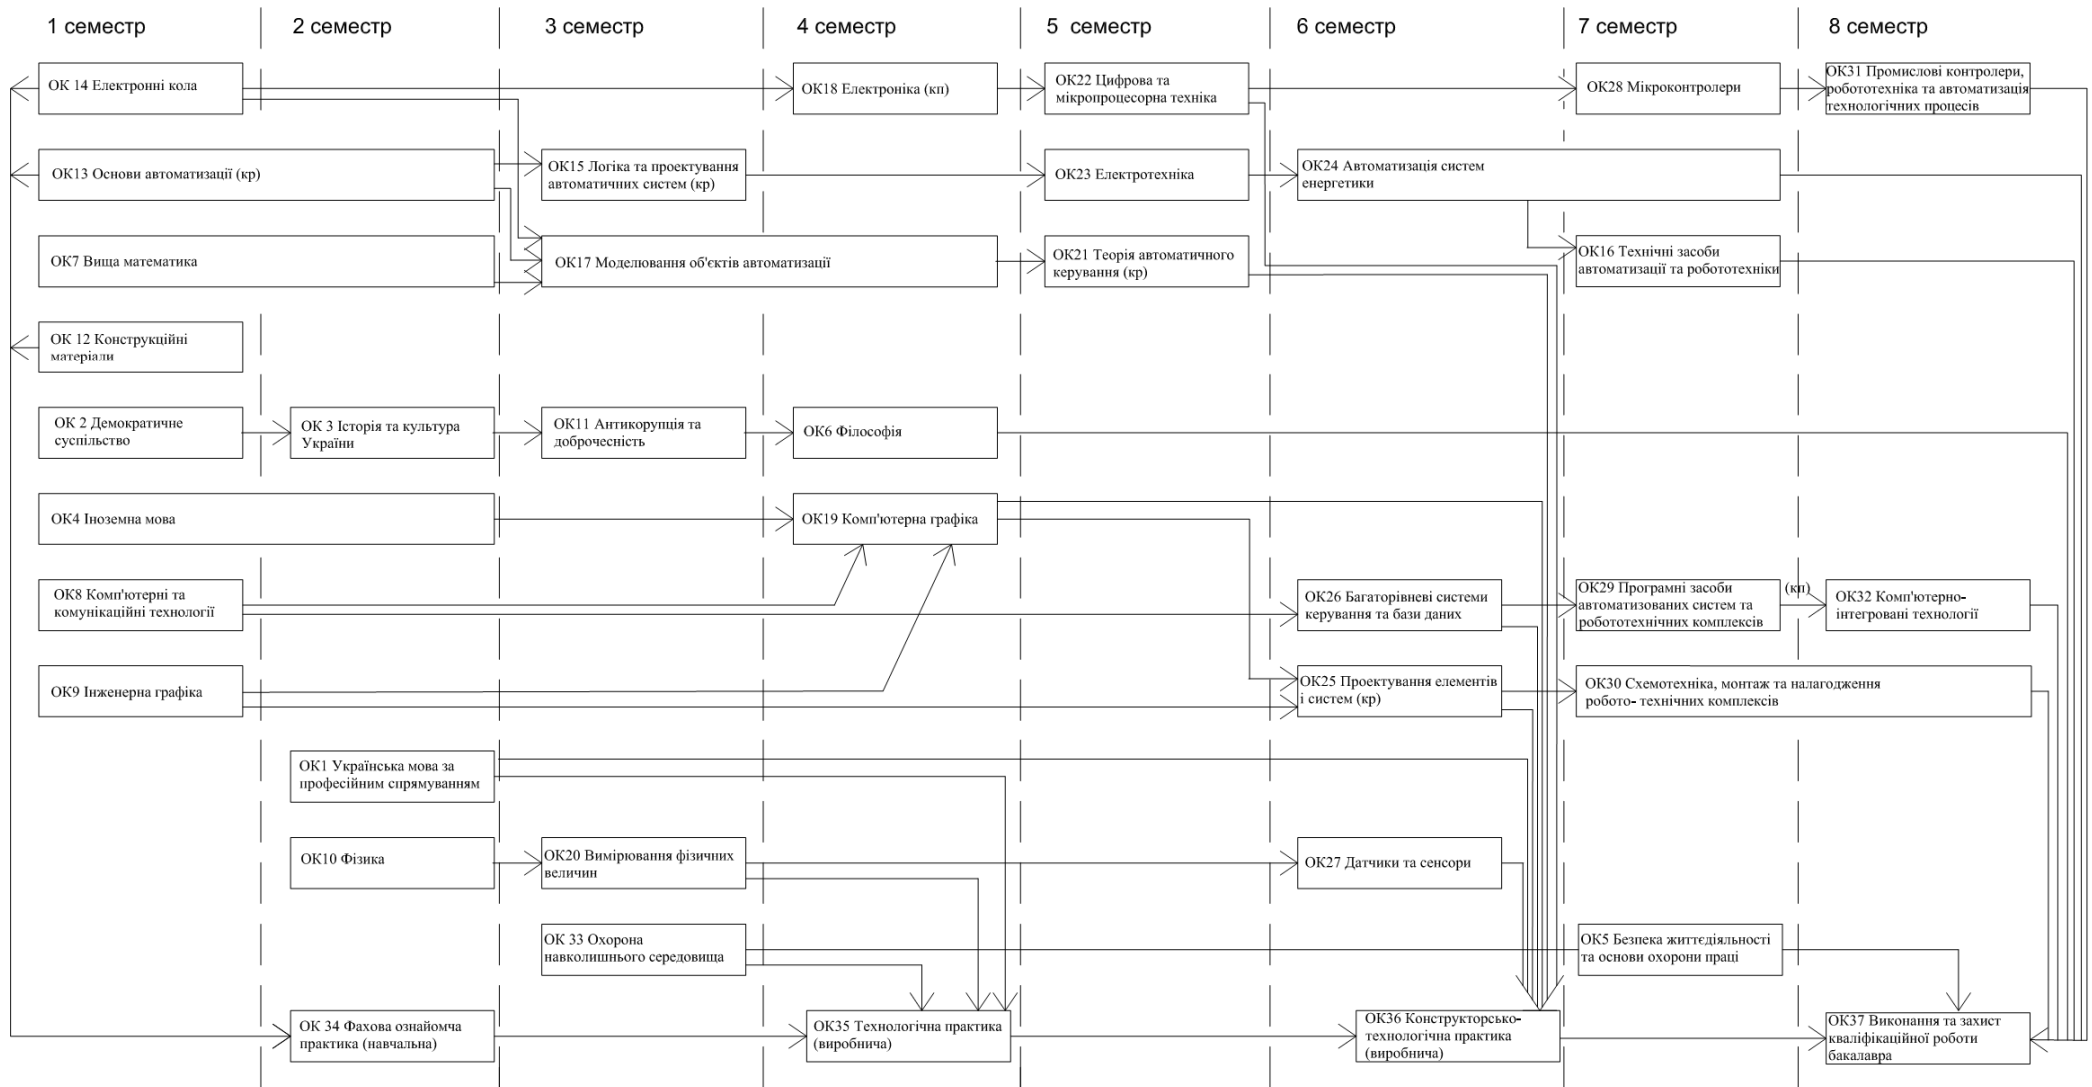 1 семестр
2 семестр
3 семестр
4 семестр
5 семестр
6 семестр
7 семестр
8 семестр
ОК 14 Електронні кола
ОК18 Електроніка (кп)
ОК22 Цифрова та
мікропроцесорна техніка
ОК28 Мікроконтролери
ОК31 Промислові контролери,
робототехніка та автоматизація
технологічних процесів
ОК13 Основи автоматизації (кр)
ОК15 Логіка та проектування
автоматичних систем (кр)
ОК23 Електротехніка
ОК24 Автоматизація систем
енергетики
ОК7 Вища математика
ОК17 Моделювання об'єктів автоматизації
ОК21 Теорія автоматичного
керування (кр)
ОК16 Технічні засоби
автоматизації та робототехніки
ОК 12 Конструкційні
матеріали
ОК 2 Демократичне
суспільство
ОК 3 Історія та культура
України
ОК11 Антикорупція та
доброчесність
ОК6 Філософія
ОК4 Іноземна мова
ОК19 Комп'ютерна графіка
ОК8 Комп'ютерні та
комунікаційні технології
ОК26 Багаторівневі системи
керування та бази даних
ОК29 Програмні засоби
автоматизованих систем та
робототехнічних комплексів
(кп)
ОК32 Комп'ютерно-
інтегровані технології
ОК9 Інженерна графіка
ОК25 Проектування елементів
і систем (кр)
ОК30 Схемотехніка, монтаж та налагодження
робото- технічних комплексів
ОК1 Українська мова за
професійним спрямуванням
ОК10 Фізика
ОК20 Вимірювання фізичних
величин
ОК27 Датчики та сенсори
ОК 33 Охорона
навколишнього середовища
ОК5 Безпека життєдіяльності
та основи охорони праці
ОК 34 Фахова ознайомча
практика (навчальна)
ОК35 Технологічна практика
(виробнича)
ОК36 Конструкторсько-
технологічна практика
(виробнича)
ОК37 Виконання та захист
кваліфікаційної роботи
бакалавра